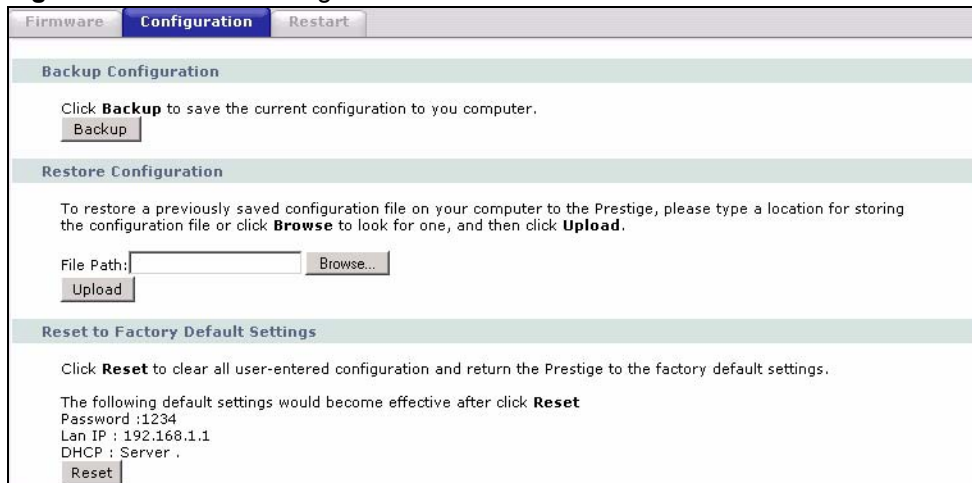 Firmware Configuration Restart
Backup Configuration
Click Backup to save the current configuration to you computer.
Backup
Restore Configuration
To restore a previously saved configuration file on your computer to the Prestige, please type a location for storing
the configuration file or click Browse to look for one, and then click Upload.
File Path: Browse...
Upload
Reset to Factory Default Settings
Click Reset to clear all user-entered configuration and return the Prestige to the factory default settings.
The following default settings would become effective after click Reset
Password :1234
Lan IP : 192.168.1.1
DHCP : Server .
Reset